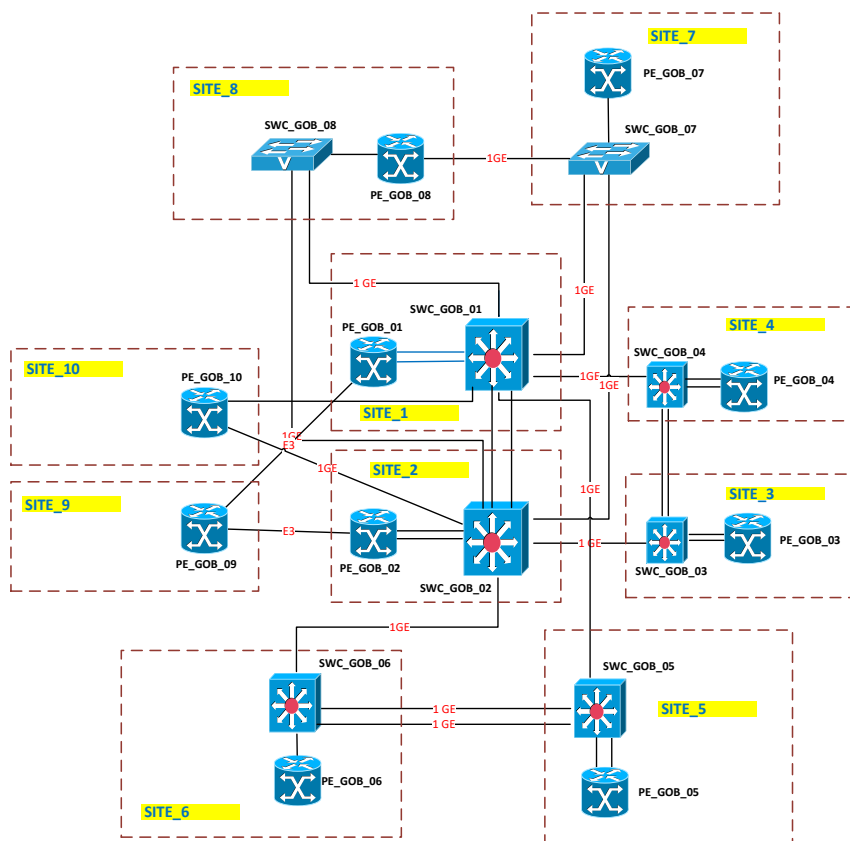 SITE_7
PE_GOB_07
SITE_8
SWC_GOB_08
SWC_GOB_07
1GE
PE_GOB_08
1 GE
1GE
SWC_GOB_01
PE_GOB_01
SITE_4
SWC_GOB_04
1GE
PE_GOB_04
1GE
SITE_10
PE_GOB_10
SITE_1
1GE
E3
1GE
SITE_2
1GE
SITE_3
SITE_9
E3
PE_GOB_09
PE_GOB_02
SWC_GOB_02
1 GE
PE_GOB_03
SWC_GOB_03
1GE
SWC_GOB_06
SWC_GOB_05
1 GE
1 GE
SITE_5
PE_GOB_06
PE_GOB_05
SITE_6